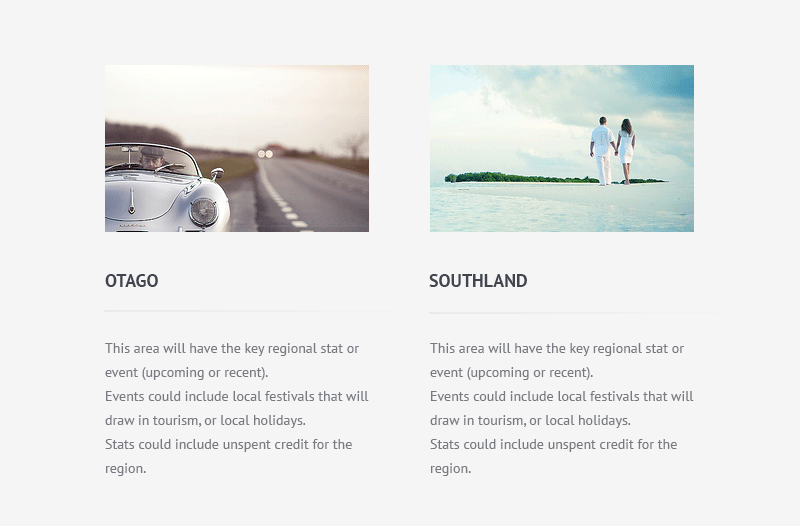 OTAGO
This area will have the key regional stat or
event (upcoming or recent).
Events could include local festivals that will
draw in tourism, or local holidays.
Stats could include unspent credit for the
region.
SOUTHLAND
This area will have the key regional stat or
event (upcoming or recent).
Events could include local festivals that will
draw in tourism, or local holidays.
Stats could include unspent credit for the
region.